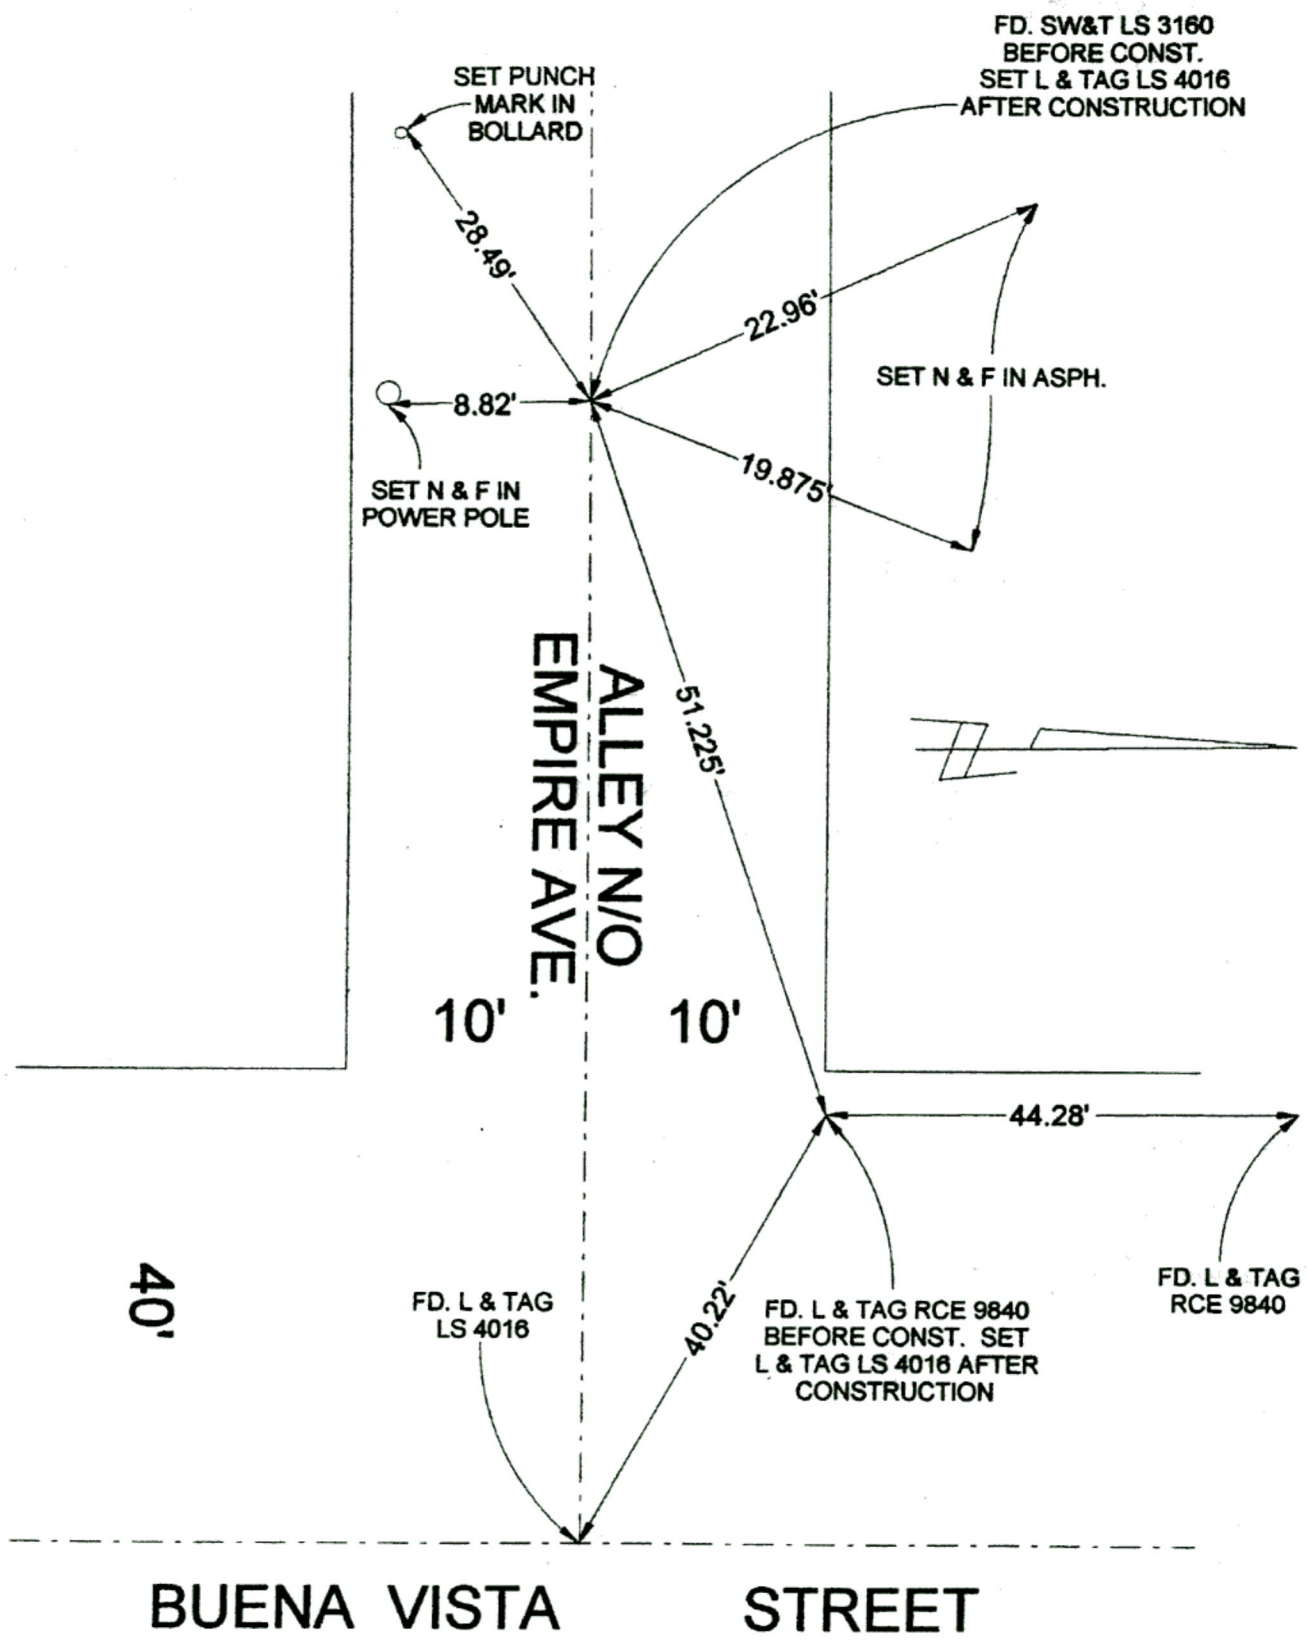 FD. SW&T LS 3160
BEFORE CONST.
SET L & TAG LS 4016
AFTER CONSTRUCTION
SET PUNCH
MARK IN
BOLLARD
28.49'
22.96'
SET N & F IN ASPH.
8.82'
19.875'
SET N & F IN
POWER POLE
ALLEY N/O
EMPIRE AVE.
51.225'
N
10'
10'
44.28'
40'
FD. L & TAG
LS 4016
40.22'
FD. L & TAG RCE 9840
BEFORE CONST. SET
L & TAG LS 4016 AFTER
CONSTRUCTION
FD. L & TAG
RCE 9840
BUENA VISTA STREET